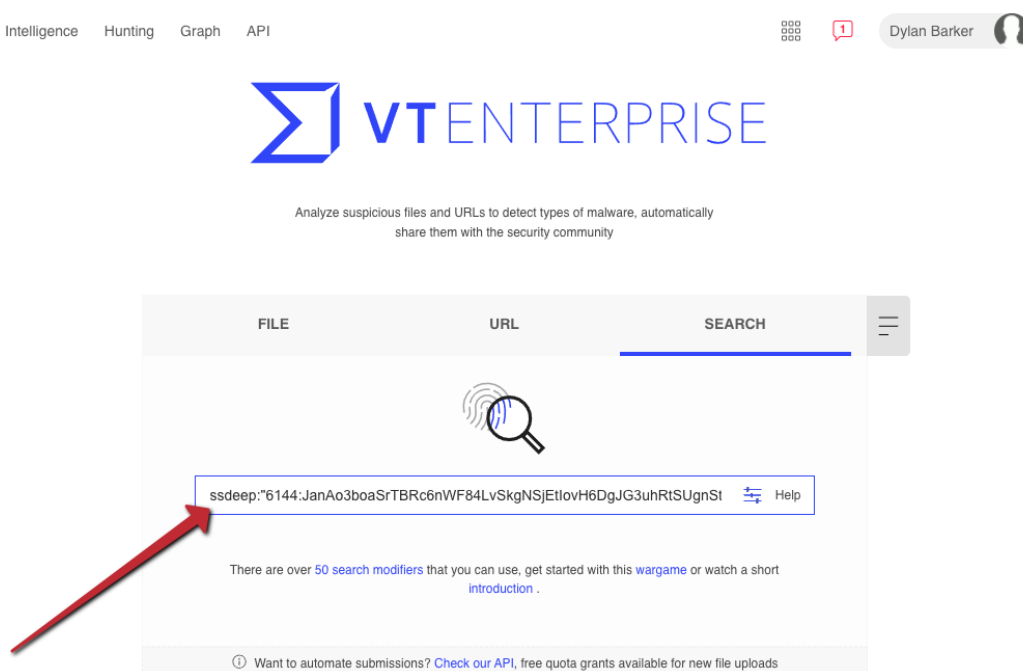 Intelligence Hunting Graph API 1 Dylan Barker
VTENTERPRISE
Analyze suspicious files and URLs to detect types of malware, automatically
share them with the security community
FILE URL SEARCH
ssdeep:"6144:JanAo3boaSrTBRc6nWF84LvSkgNSjEtIovH6DgJG3uhRtSUgnSt Help
There are over 50 search modifiers that you can use, get started with this wargame or watch a short
introduction .
Want to automate submissions? Check our API, free quota grants available for new file uploads